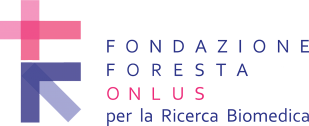 FONDAZIONE
FORESTA
ONLUS
per la Ricerca Biomedica